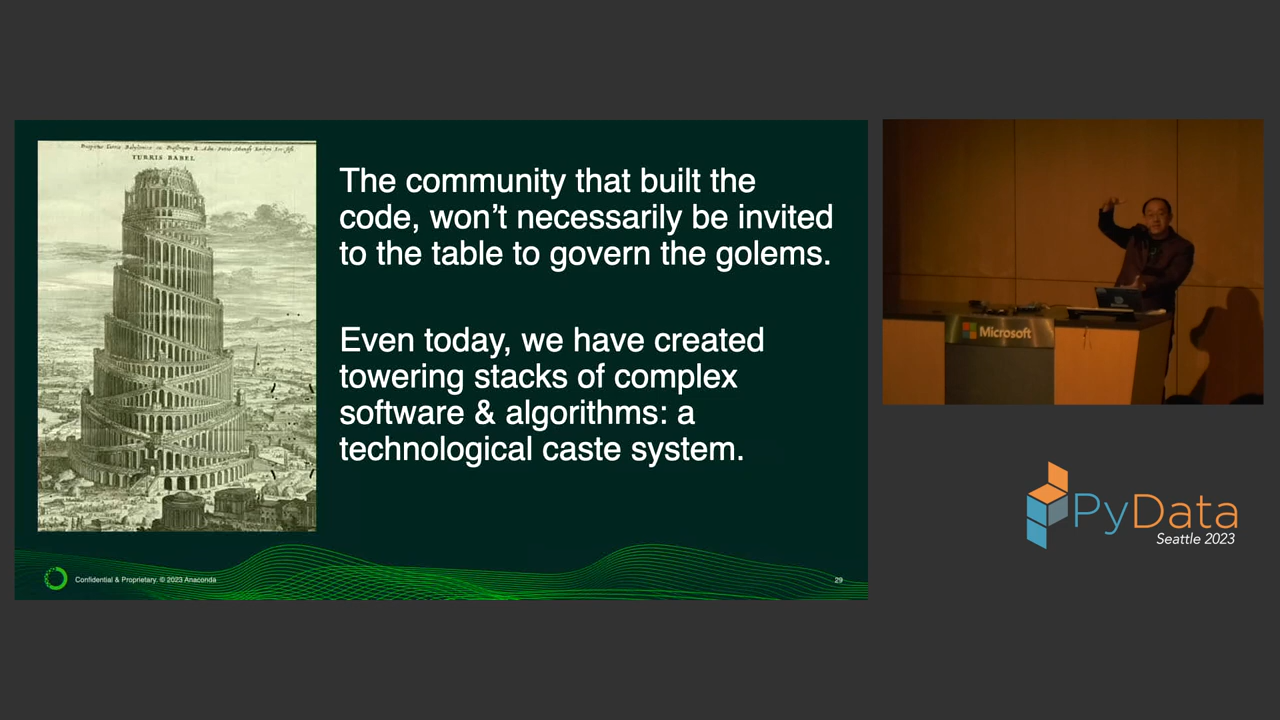 TURRIS BABEL
The community that built the
code, won’t necessarily be invited
to the table to govern the golems.
Even today, we have created
towering stacks of complex
software & algorithms: a
technological caste system.
Confidential & Proprietary. © 2023 Anaconda
29
Microsoft
PyData
Seattle 2023